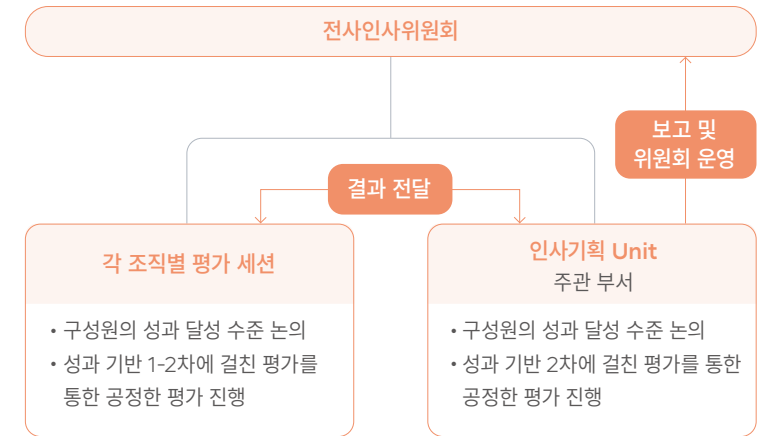 전사인사위원회
보고 및
위원회 운영
결과 전달
각 조직별 평가 세션
• 구성원의 성과 달성 수준 논의
• 성과 기반 1-2차에 걸친 평가를
통한 공정한 평가 진행
인사기획 Unit
주관 부서
• 구성원의 성과 달성 수준 논의
• 성과 기반 2차에 걸친 평가를 통한
공정한 평가 진행